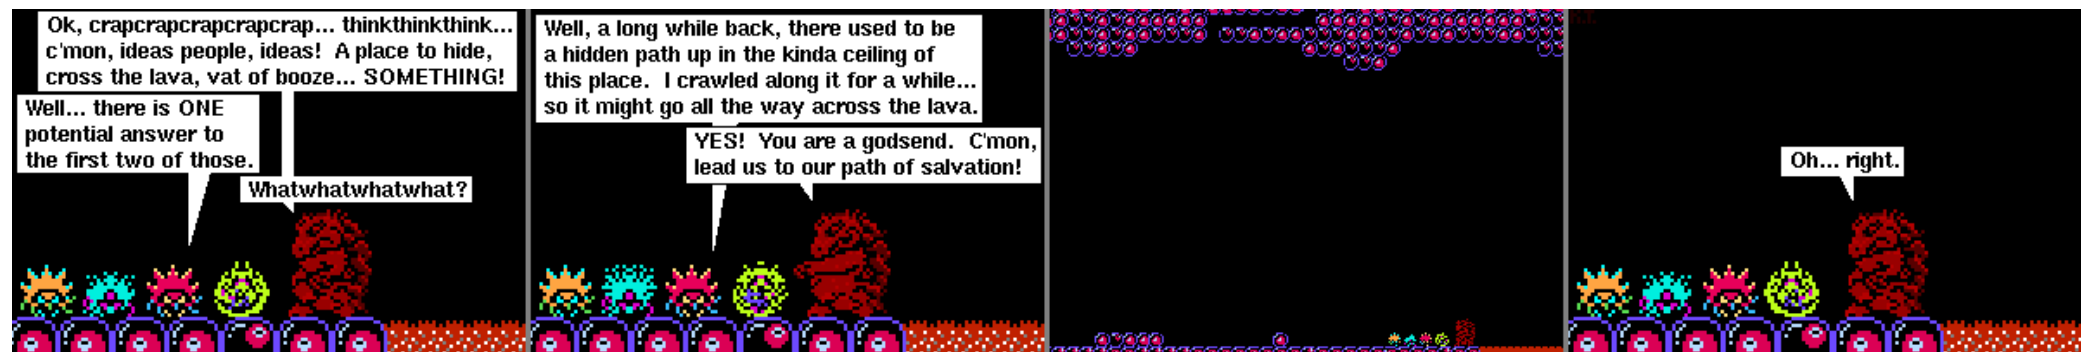 Ok, crapcrapcrapcrapcrap... thinkthinkthink...
c'mon, ideas people, ideas! A place to hide,
cross the lava, vat of booze... SOMETHING!
Well... there is ONE
potential answer to
the first two of those.
Whatwhatwhatwhat?
Well, a long while back, there used to be
a hidden path up in the kinda ceiling of
this place. I crawled along it for a while...
so it might go all the way across the lava.
YES! You are a godsend. C'mon,
lead us to our path of salvation!
Oh... right.